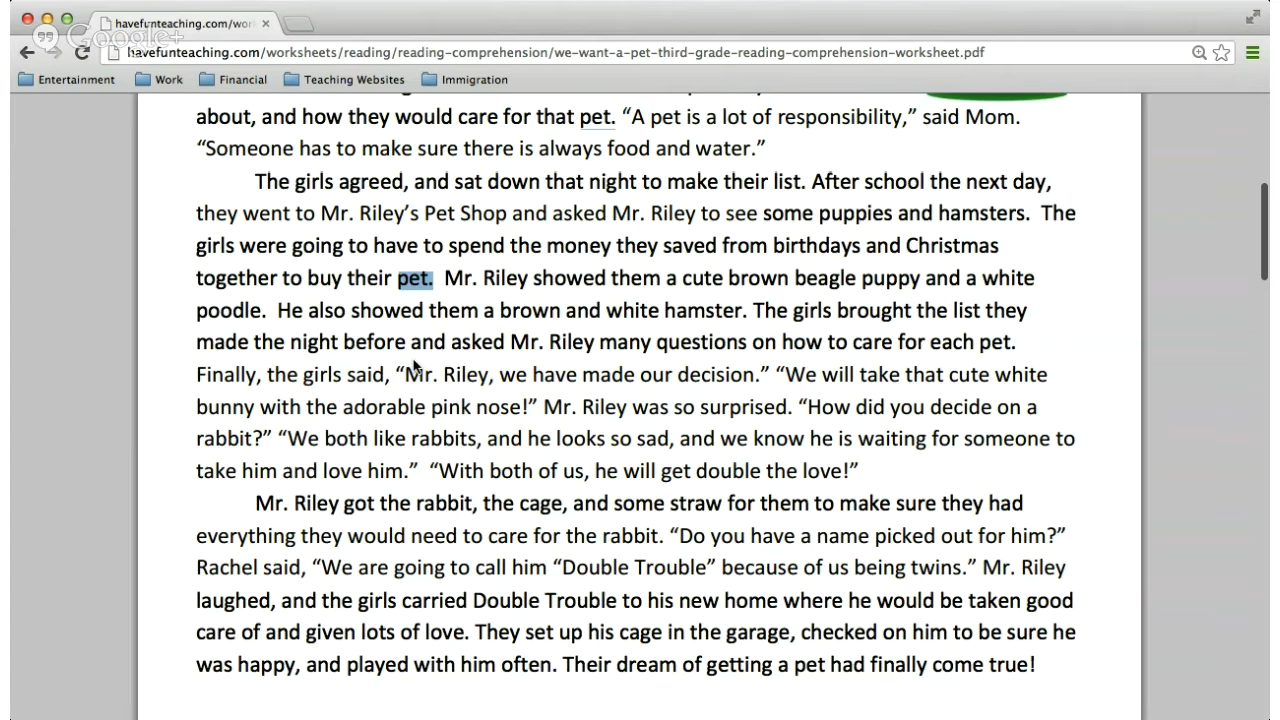 havefunteaching.com/wor
Google+
havefunteaching.com/worksheets/reading/reading-comprehension/we-want-a-pet-third-grade-reading-comprehension-worksheet.pdf
Entertainment Work Financial Teaching Websites Immigration
about, and how they would care for that pet. “A pet is a lot of responsibility,” said Mom.
“Someone has to make sure there is always food and water.”
The girls agreed, and sat down that night to make their list. After school the next day,
they went to Mr. Riley’s Pet Shop and asked Mr. Riley to see some puppies and hamsters. The
girls were going to have to spend the money they saved from birthdays and Christmas
together to buy their pet. Mr. Riley showed them a cute brown beagle puppy and a white
poodle. He also showed them a brown and white hamster. The girls brought the list they
made the night before and asked Mr. Riley many questions on how to care for each pet.
Finally, the girls said, “Mr. Riley, we have made our decision.” “We will take that cute white
bunny with the adorable pink nose!” Mr. Riley was so surprised. “How did you decide on a
rabbit?” “We both like rabbits, and he looks so sad, and we know he is waiting for someone to
take him and love him.” “With both of us, he will get double the love!”
Mr. Riley got the rabbit, the cage, and some straw for them to make sure they had
everything they would need to care for the rabbit. “Do you have a name picked out for him?”
Rachel said, “We are going to call him “Double Trouble” because of us being twins.” Mr. Riley
laughed, and the girls carried Double Trouble to his new home where he would be taken good
care of and given lots of love. They set up his cage in the garage, checked on him to be sure he
was happy, and played with him often. Their dream of getting a pet had finally come true!